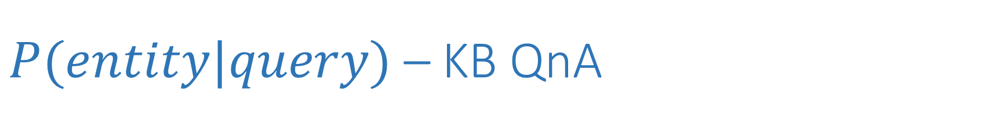 P(entity|query) – KB QnA